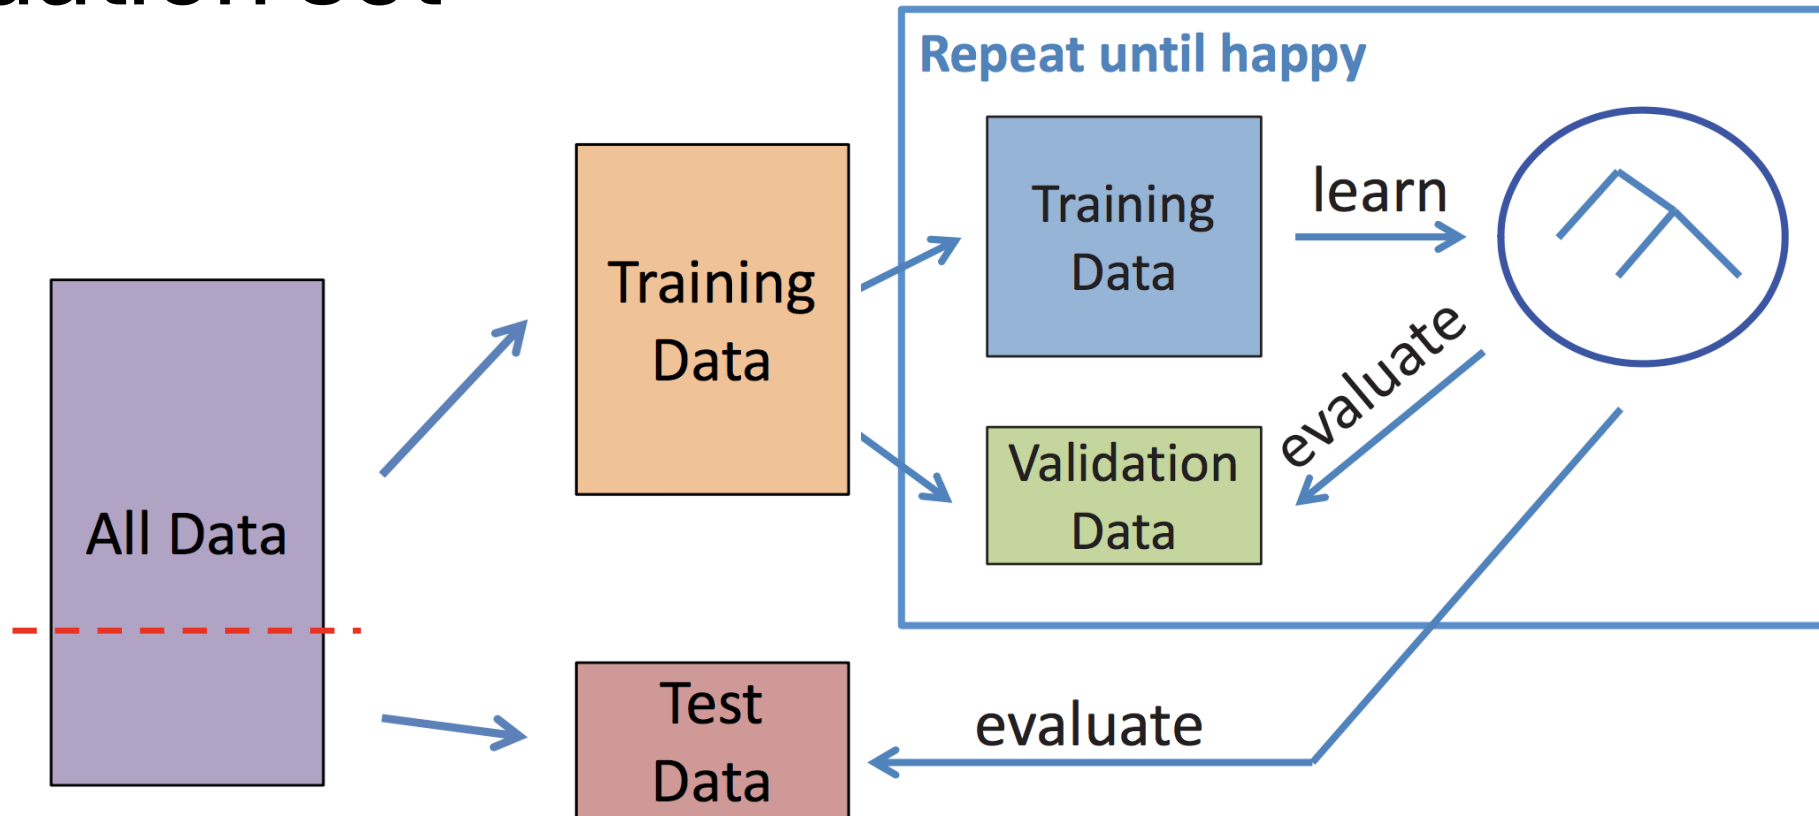 Repeat until happy
Training
Data
learn
Training
Data
evaluate
Validation
Data
All Data
Test
Data
evaluate